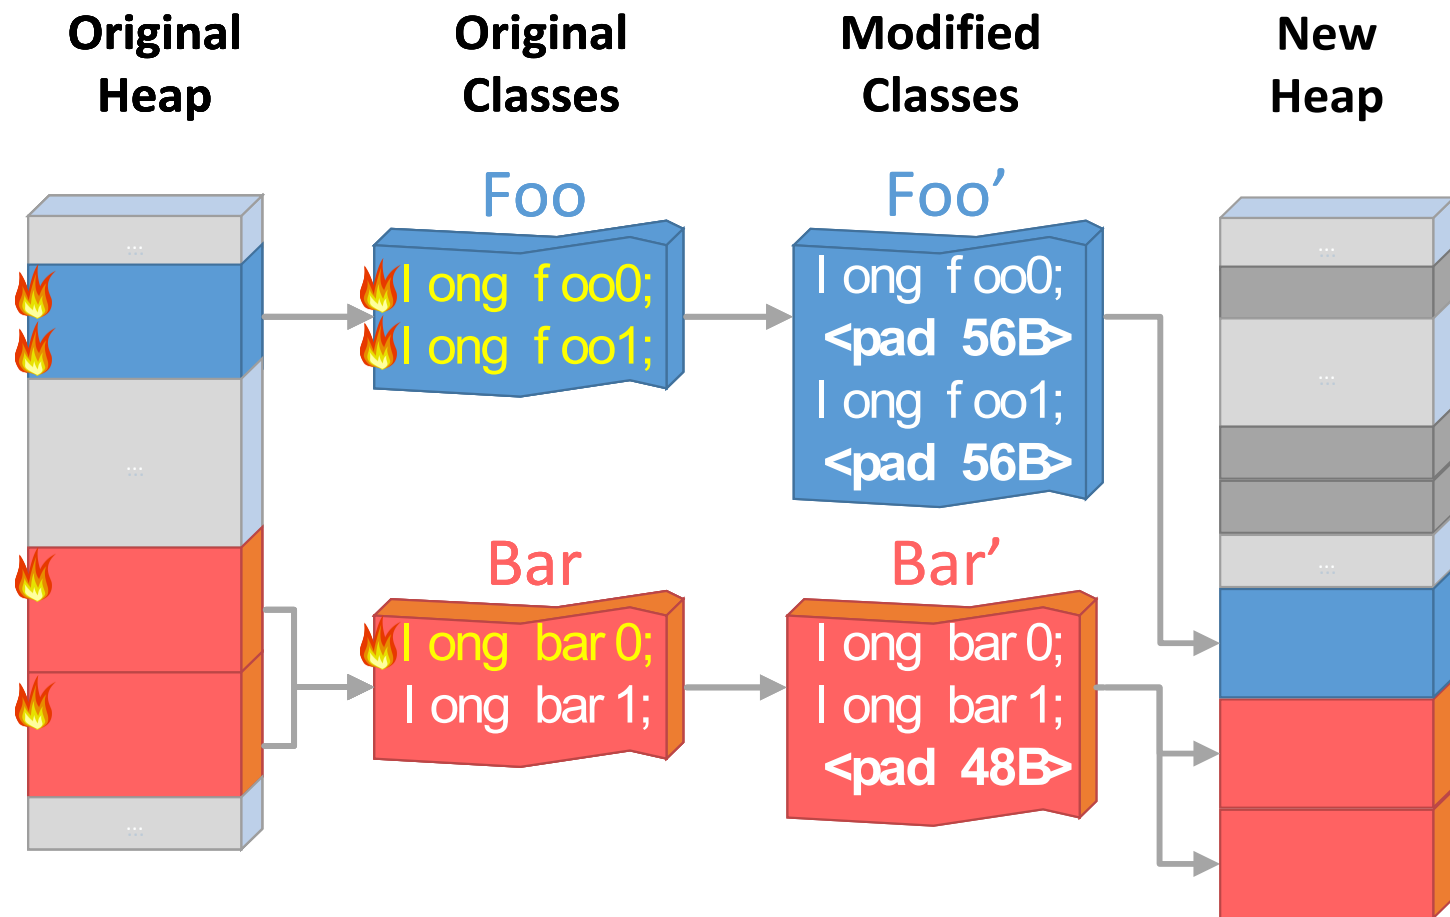 Original
Heap
Original
Classes
Modified
Classes
New
Heap
Foo
long foo0;
long foo1;
Foo’
long foo0;
<pad 56B>
long foo1;
<pad 56B>
Bar
long bar0;
long bar1;
Bar’
long bar0;
long bar1;
<pad 48B>
...
...
...
...
...
...